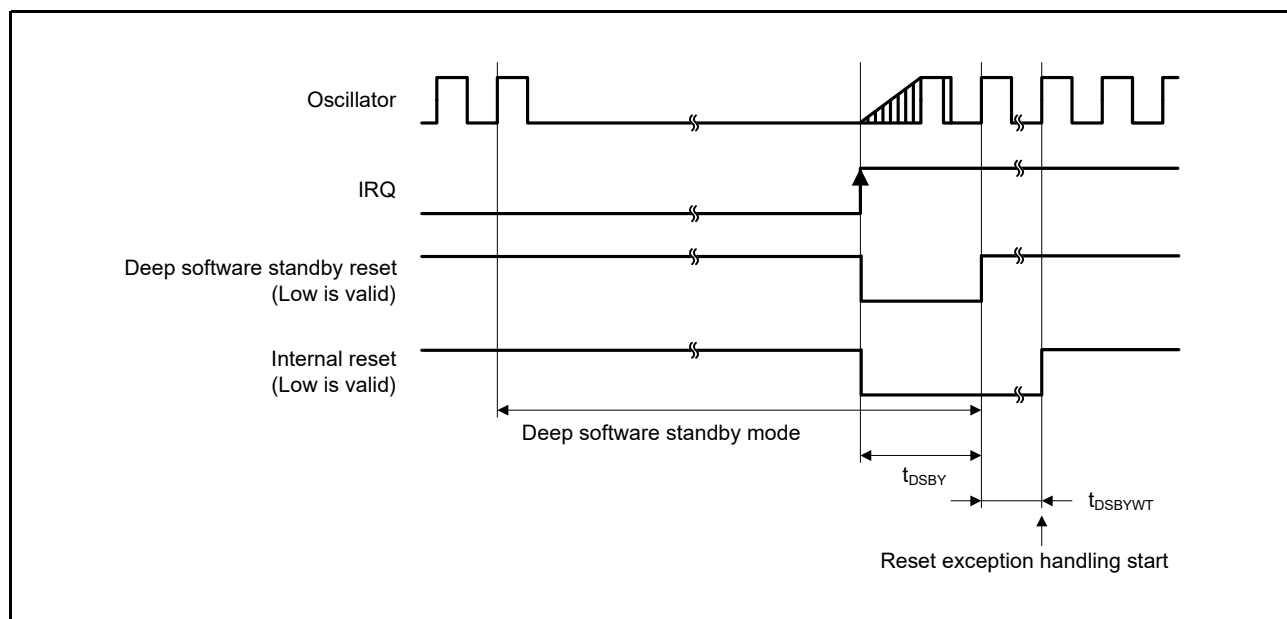 Oscillator
IRQ
Deep software standby reset
(Low is valid)
Internal reset
(Low is valid)
Deep software standby mode
tDSBY
tDSBYWT
Reset exception handling start